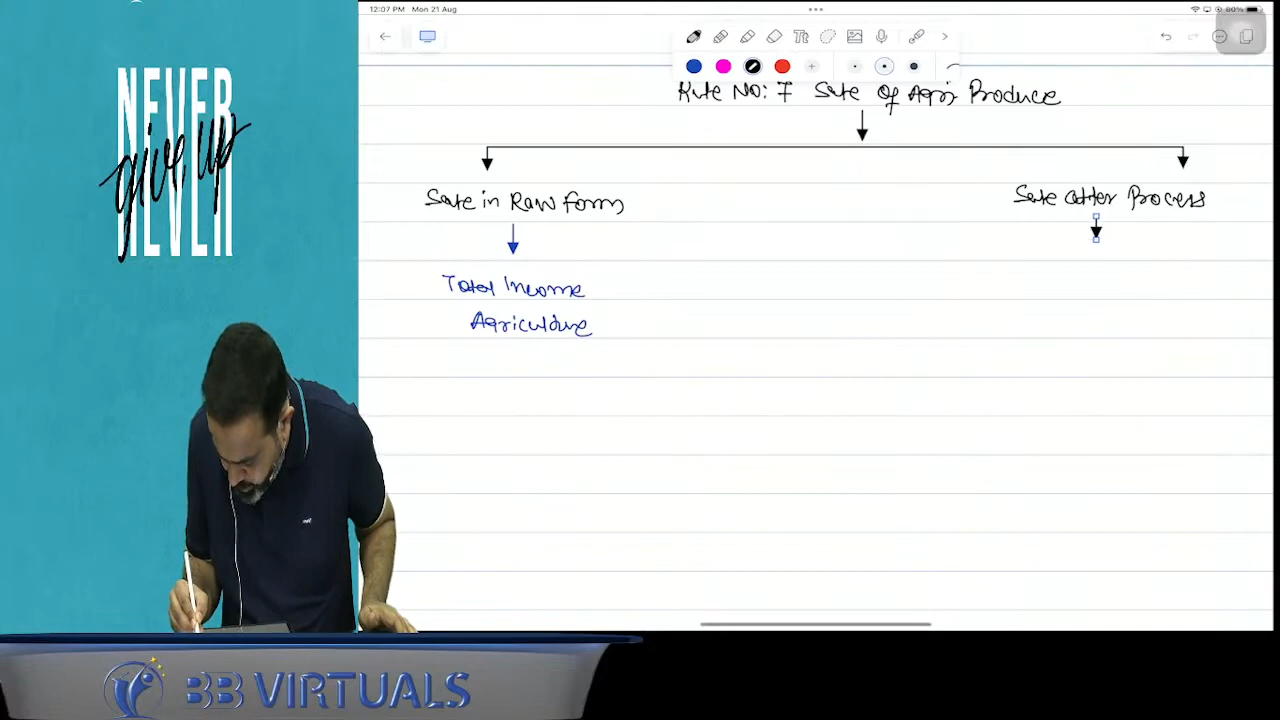 12:07 PM Mon 21 Aug
80%
NEVER
give up
NEVER
Rule NO: 7 Sale Of Agri Produce
Sale in Raw form
Sale after Process
Total Income
Agriculture
BB VIRTUALS